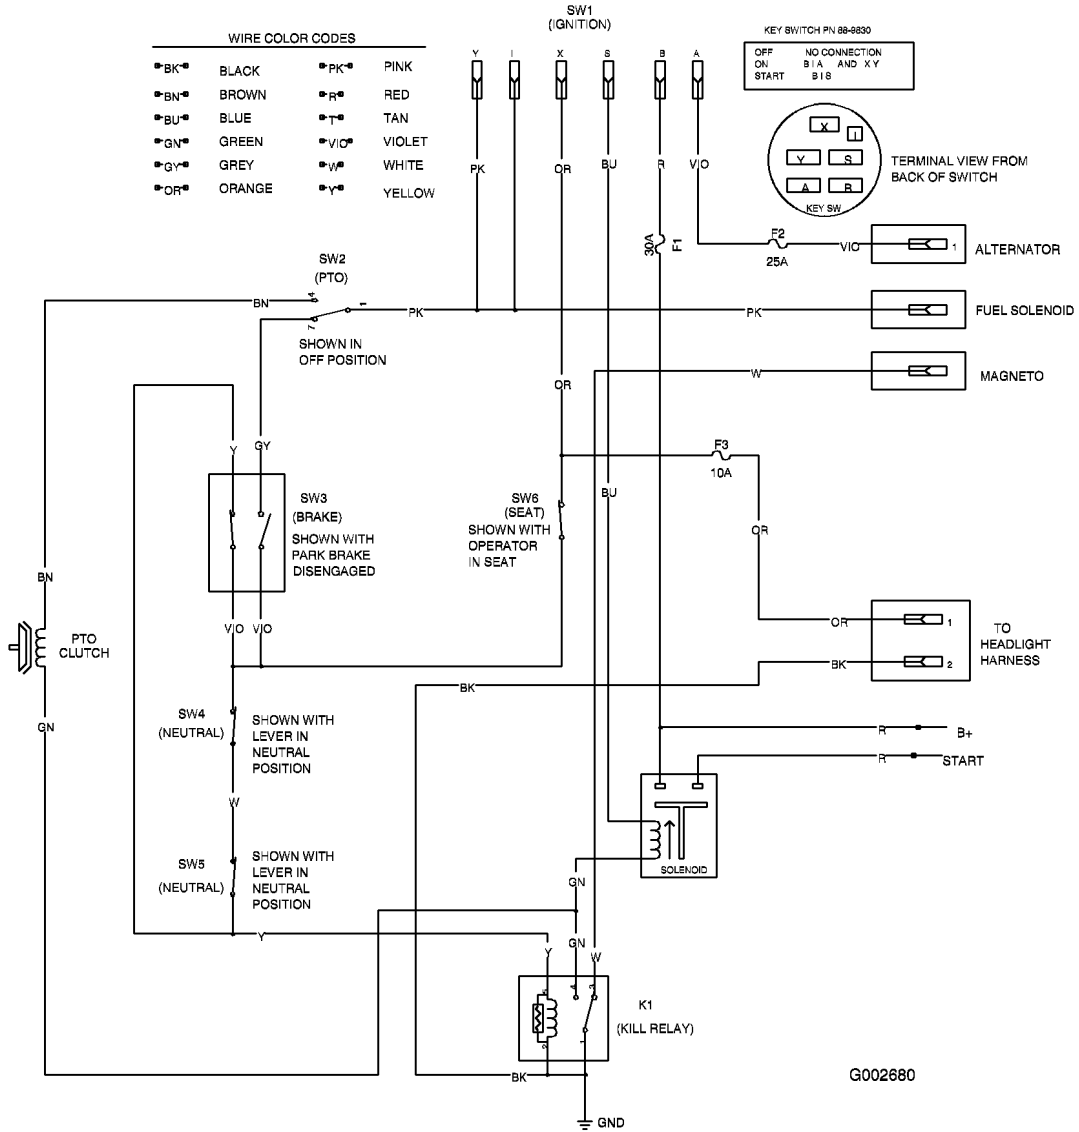 SW1
(IGNITION)
KEY SWITCH PN 88-9830
WIRE COLOR CODES
Y I X S B A
OFF NO CONNECTION
ON B I A AND X Y
START B I S
BK BLACK PK PINK
BN BROWN R RED
BU BLUE T TAN
GN GREEN VIO VIOLET
GY GREY W WHITE
OR ORANGE Y YELLOW
X I
Y S
A B
KEY SW
TERMINAL VIEW FROM
BACK OF SWITCH
PK OR BU R VIO
30A F1
F2
25A
VIO 1 ALTERNATOR
SW2
(PTO)
BN 4 1
7
PK PK FUEL SOLENOID
SHOWN IN
OFF POSITION
OR W MAGNETO
Y GY
F3
10A
SW3
(BRAKE)
SHOWN WITH
PARK BRAKE
DISENGAGED
SW6
(SEAT)
SHOWN WITH
OPERATOR
IN SEAT
BU
OR
BN
VIO VIO
OR 1
BK 2
TO
HEADLIGHT
HARNESS
PTO
CLUTCH
BK
GN
SW4
(NEUTRAL)
SHOWN WITH
LEVER IN
NEUTRAL
POSITION
R B+
R START
W
SW5
(NEUTRAL)
SHOWN WITH
LEVER IN
NEUTRAL
POSITION
SOLENOID
GN
Y
Y GN W
5 4 3
2 1
K1
(KILL RELAY)
BK
G002680
GND